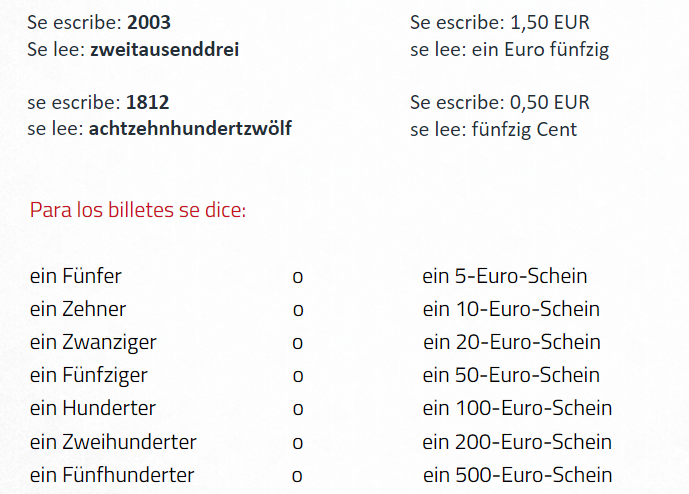 Se escribe: 2003
Se lee: zweitausenddrei
Se escribe: 1,50 EUR
se lee: ein Euro fünfzig
se escribe: 1812
se lee: achtzehnhundertzwölf
Se escribe: 0,50 EUR
se lee: fünfzig Cent
Para los billetes se dice:
ein Fünfer o ein 5-Euro-Schein
ein Zehner o ein 10-Euro-Schein
ein Zwanziger o ein 20-Euro-Schein
ein Fünfziger o ein 50-Euro-Schein
ein Hunderter o ein 100-Euro-Schein
ein Zweihunderter o ein 200-Euro-Schein
ein Fünfhunderter o ein 500-Euro-Schein